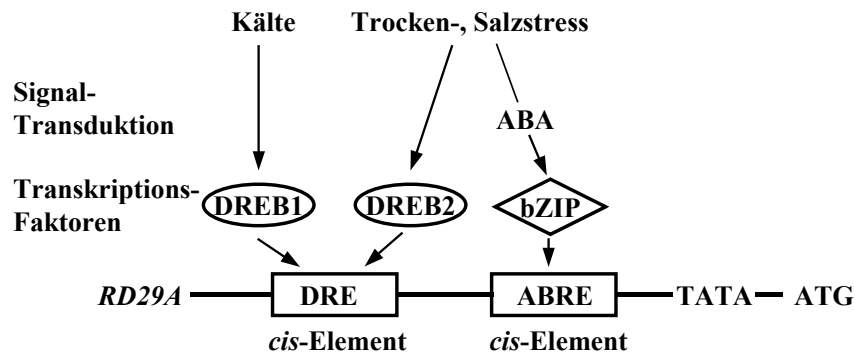 Kälte Trocken-, Salzstress
Signal-
Transduktion
ABA
Transkriptions-
Faktoren
DREB1 DREB2 bZIP
RD29A DRE ABRE TATA ATG
cis-Element cis-Element